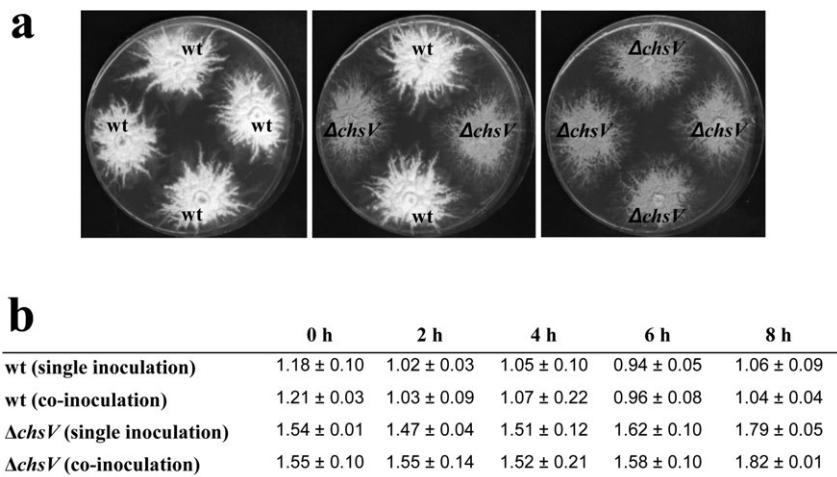 a
wt
wt
wt
wt
wt
ΔchsV
ΔchsV
wt
ΔchsV
ΔchsV
ΔchsV
ΔchsV
b
0 h 2 h 4 h 6 h 8 h
wt (single inoculation) 1.18 ± 0.10 1.02 ± 0.03 1.05 ± 0.10 0.94 ± 0.05 1.06 ± 0.09
wt (co-inoculation) 1.21 ± 0.03 1.03 ± 0.09 1.07 ± 0.22 0.96 ± 0.08 1.04 ± 0.04
ΔchsV (single inoculation) 1.54 ± 0.01 1.47 ± 0.04 1.51 ± 0.12 1.62 ± 0.10 1.79 ± 0.05
ΔchsV (co-inoculation) 1.55 ± 0.10 1.55 ± 0.14 1.52 ± 0.21 1.58 ± 0.10 1.82 ± 0.01